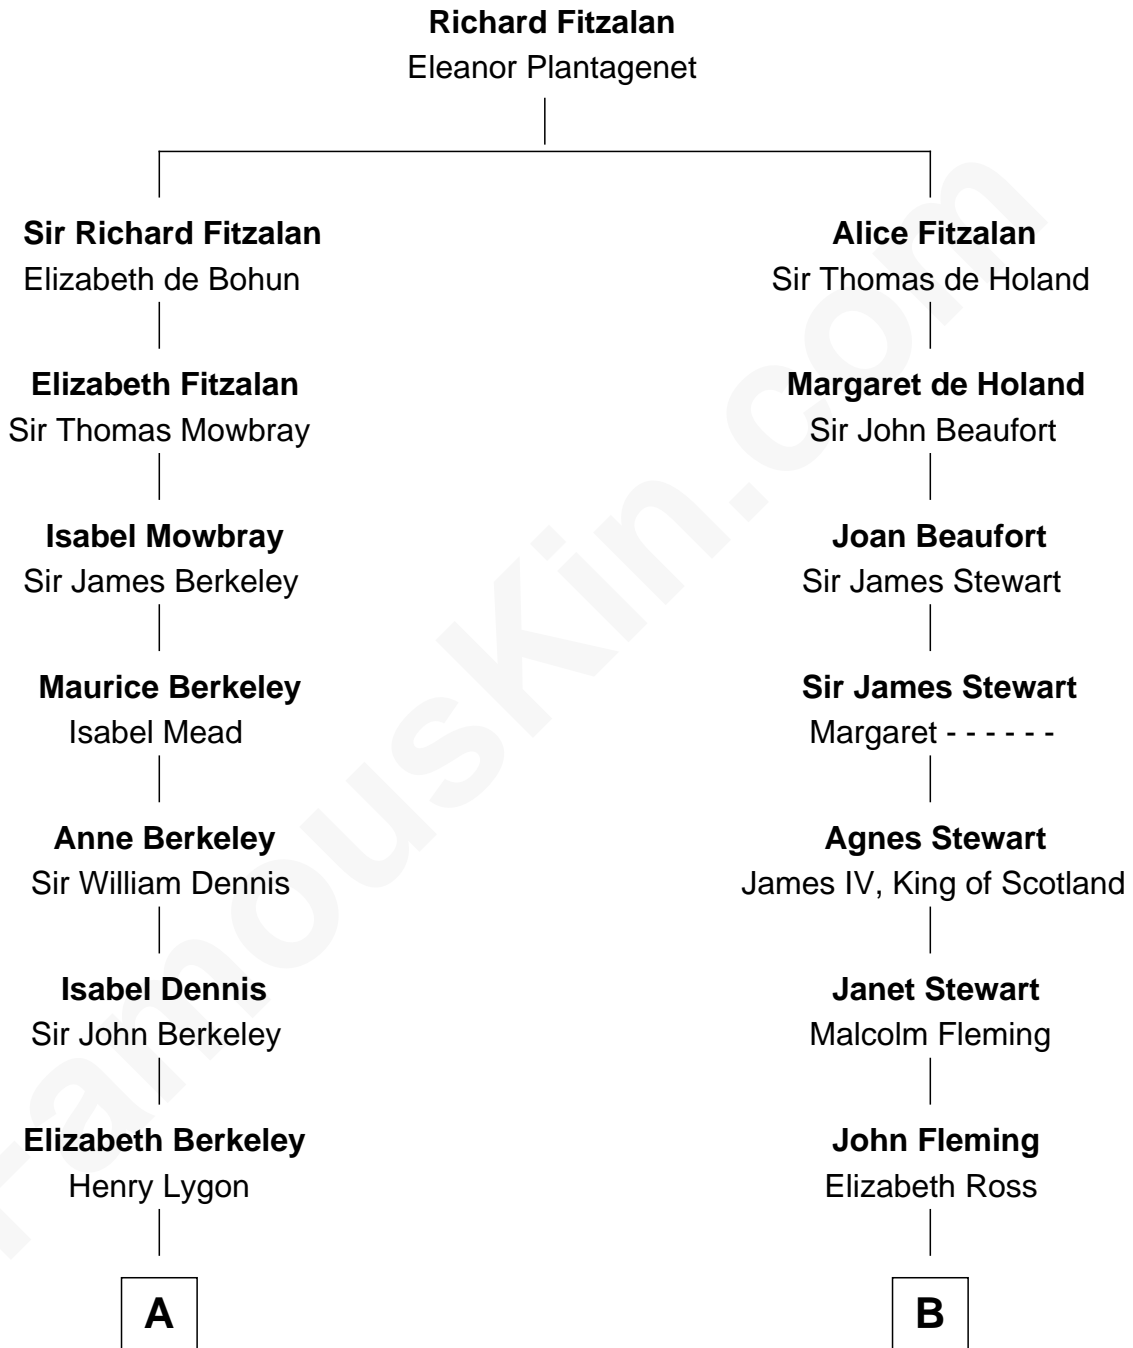 Richard Fitzalan
Eleanor Plantagenet
Sir Richard Fitzalan
Elizabeth de Bohun
Alice Fitzalan
Sir Thomas de Holand
Elizabeth Fitzalan
Sir Thomas Mowbray
Margaret de Holand
Sir John Beaufort
Isabel Mowbray
Sir James Berkeley
Joan Beaufort
Sir James Stewart
Maurice Berkeley
Isabel Mead
Sir James Stewart
Margaret - - - - - -
Anne Berkeley
Sir William Dennis
Agnes Stewart
James IV, King of Scotland
Isabel Dennis
Sir John Berkeley
Janet Stewart
Malcolm Fleming
Elizabeth Berkeley
Henry Lygon
John Fleming
Elizabeth Ross
A
B
FamousKin.com